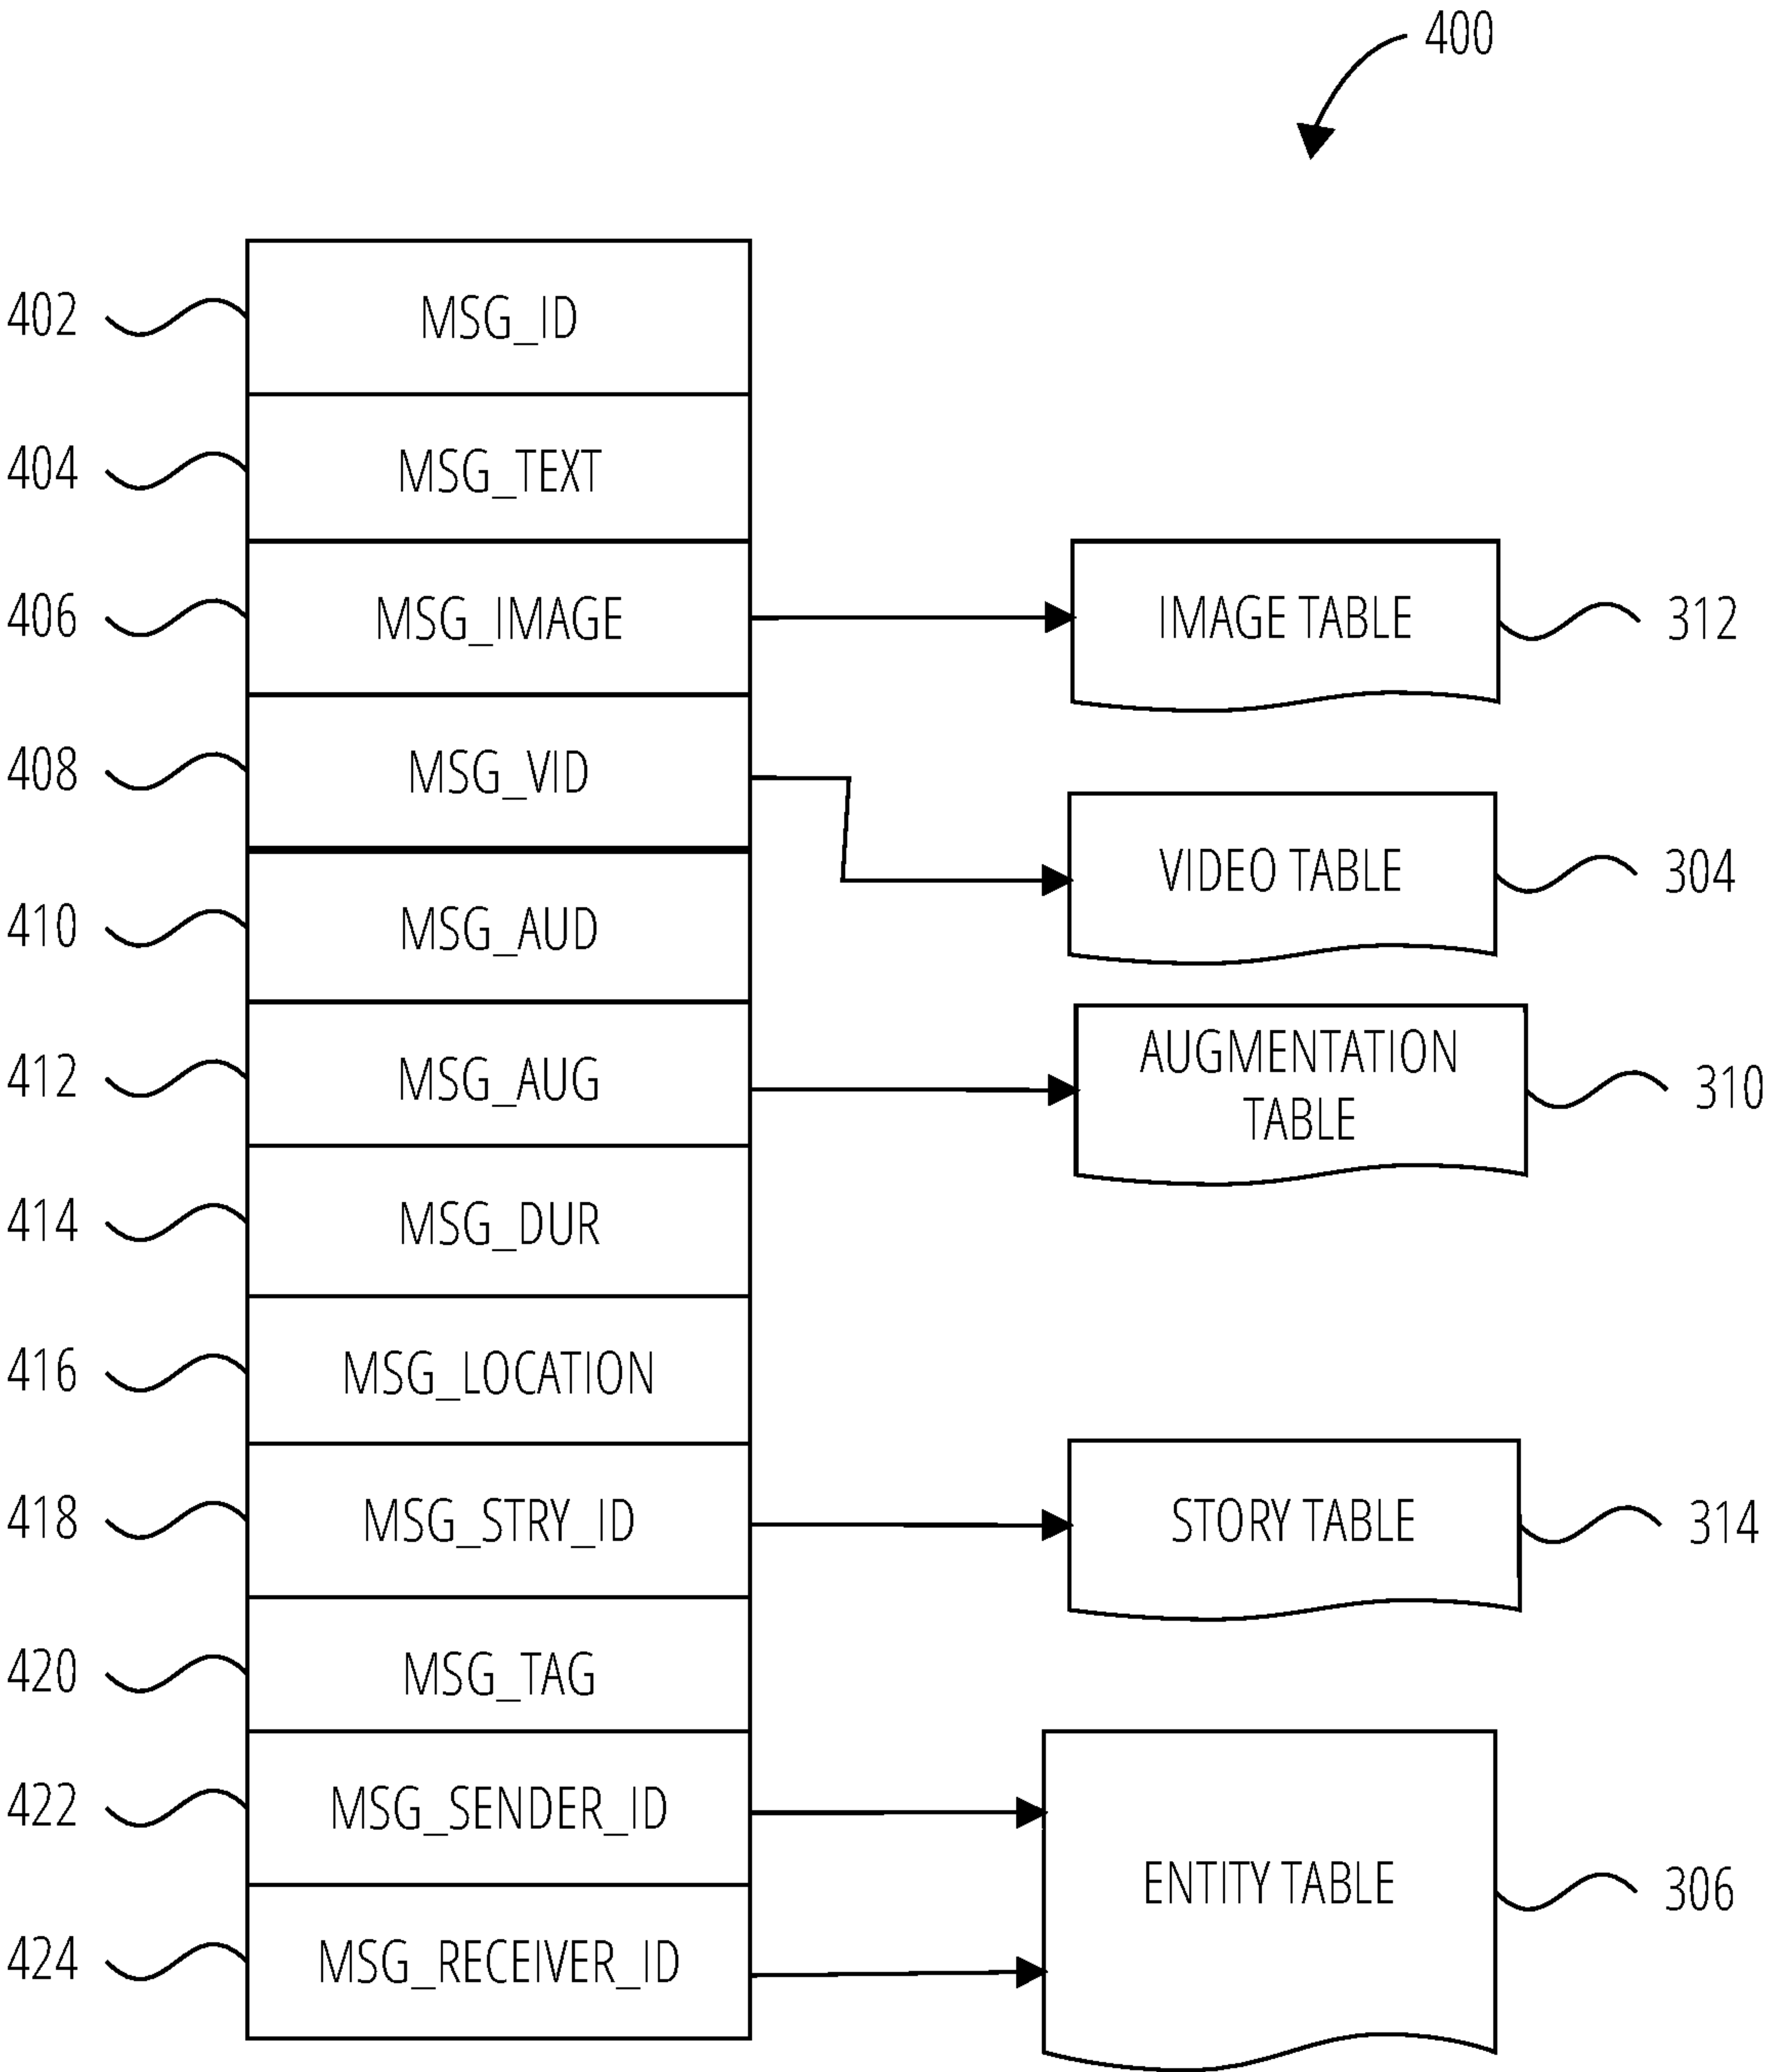 400
402
MSG_ID
404
MSG_TEXT
406
MSG_IMAGE
IMAGE TABLE
312
408
MSG_VID
VIDEO TABLE
304
410
MSG_AUD
412
MSG_AUG
AUGMENTATION
TABLE
310
414
MSG_DUR
416
MSG_LOCATION
418
MSG_STRY_ID
STORY TABLE
314
420
MSG_TAG
422
MSG_SENDER_ID
ENTITY TABLE
306
424
MSG_RECEIVER_ID